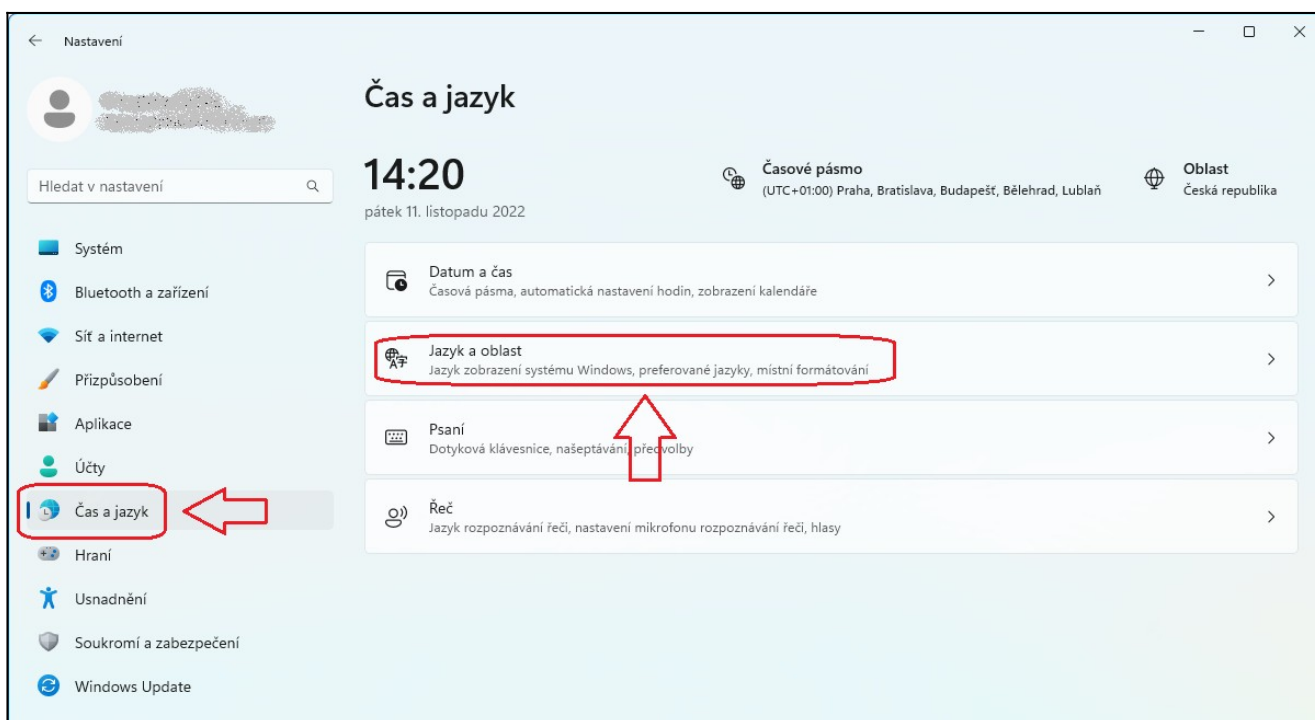 Nastavení
Čas a jazyk
14:20
pátek 11. listopadu 2022
Časové pásmo
(UTC+01:00) Praha, Bratislava, Budapešť, Bělehrad, Lublaň
Oblast
Česká republika
Hledat v nastavení
Systém
Bluetooth a zařízení
Síť a internet
Přizpůsobení
Aplikace
Účty
Čas a jazyk
Hraní
Usnadnění
Soukromí a zabezpečení
Windows Update
Datum a čas
Časová pásma, automatická nastavení hodin, zobrazení kalendáře
Jazyk a oblast
Jazyk zobrazení systému Windows, preferované jazyky, místní formátování
Psaní
Dotyková klávesnice, našeptávání, předvolby
Řeč
Jazyk rozpoznávání řeči, nastavení mikrofonu rozpoznávání řeči, hlasy